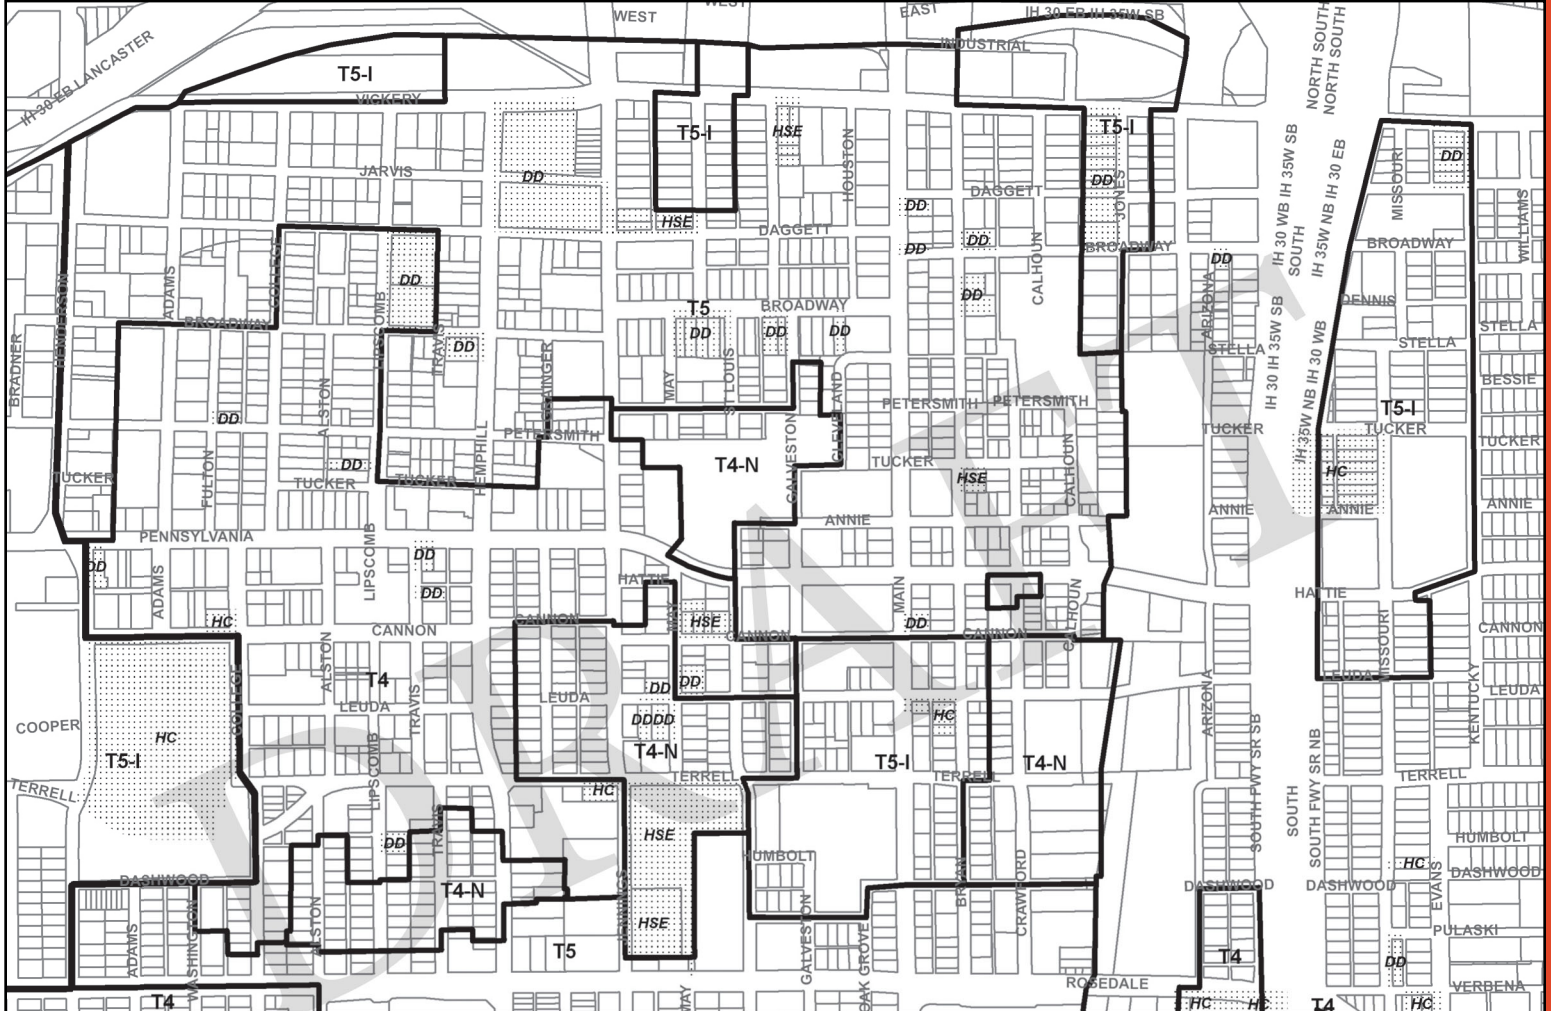 WEST
WEST
EAST
IH 30 EB IH 35W SB
INDUSTRIAL
NORTH SOUTH
NORTH SOUTH
IH 30 EB LANCASTER
T5-I
VICKERY
T5-I
HSE
HOUSTON
T5-I
DD
JONES
IH 30 WB IH 35W SB
SOUTH
IH 35W NB IH 30 EB
MISSOURI
DD
WILLIAMS
JARVIS
DD
HSE
DAGGETT
DD
DAGGETT
DD
DD
BROADWAY
CALHOUN
DD
ARIZONA
BROADWAY
HENDERSON
ADAMS
COLLEGE
DD
LIPSCOMB
T5
BROADWAY
DD
DD
DD
DD
DENNIS
STELLA
BROADWAY
TRAVIS
DD
GRAINGER
MAY
ST LOUIS
CLEVELAND
STELLA
IH 30 IH 35W SB
IH 35W NB IH 30 WB
STELLA
BESSIE
BRADNER
ALSTON
DD
PETERSMITH
PETERSMITH
PETERSMITH
T5-I
TUCKER
TUCKER
TUCKER
HEMPHILL
T4-N
GALVESTON
TUCKER
HSE
CALHOUN
HC
TUCKER
FULTON
DD
TUCKER
TUCKER
ANNIE
ANNIE
ANNIE
ANNIE
PENNSYLVANIA
DD
ADAMS
LIPSCOMB
DD
DD
HATTIE
MAY
HSE
MAIN
DD
CALHOUN
HATTIE
HC
CANNON
CANNON
CANNON
CANNON
CANNON
MISSOURI
LEUDA
KENTUCKY
LEUDA
COLLEGE
ALSTON
T4
LEUDA
TRAVIS
LEUDA
DD
DD
DDDD
T4-N
HC
T5-I
T4-N
ARIZONA
SOUTH FWY SR SB
SOUTH
SOUTH FWY SR NB
COOPER
T5-I
HC
TERRELL
LIPSCOMB
TERRELL
HC
TERRELL
TERRELL
HUMBOLT
TRAVIS
DD
HSE
HUMBOLT
HC
DASHWOOD
DASHWOOD
DASHWOOD
DASHWOOD
EVANS
T4-N
BRYAN
CRAWFORD
ADAMS
WASHINGTON
ALSTON
T5
JENNINGS
HSE
GALVESTON
OAK GROVE
T4
PULASKI
DD
ROSEDALE
VERBENA
T4
MAY
HC
HC
T4
HC
DRAFT